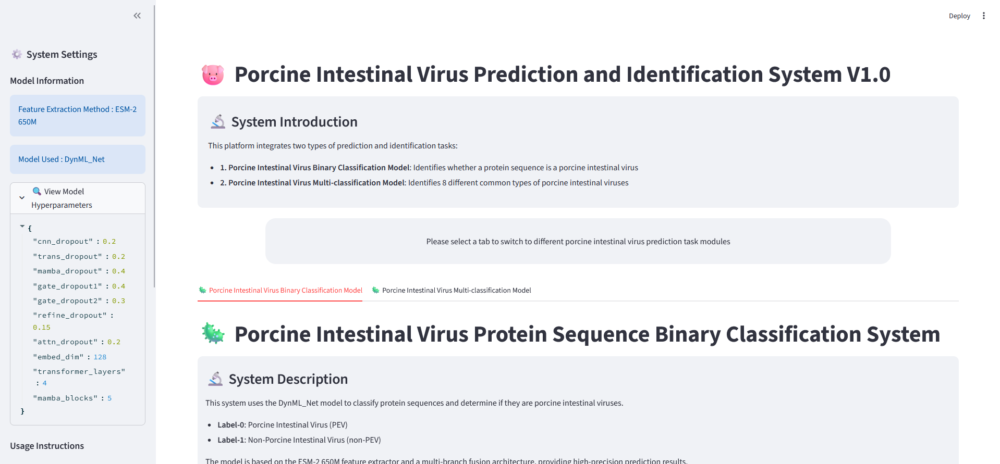 Deploy
System Settings
Model Information
Feature Extraction Method : ESM-2
650M
Model Used : DynML_Net
View Model
Hyperparameters
{
"cnn_dropout" : 0.2
"trans_dropout" : 0.2
"mamba_dropout" : 0.4
"gate_dropout1" : 0.4
"gate_dropout2" : 0.3
"refine_dropout" :
0.15
"attn_dropout" : 0.2
"embed_dim" : 128
"transformer_layers"
: 4
"mamba_blocks" : 5
}
Usage Instructions
Porcine Intestinal Virus Prediction and Identification System V1.0
System Introduction
This platform integrates two types of prediction and identification tasks:
• 1. Porcine Intestinal Virus Binary Classification Model: Identifies whether a protein sequence is a porcine intestinal virus
• 2. Porcine Intestinal Virus Multi-classification Model: Identifies 8 different common types of porcine intestinal viruses
Please select a tab to switch to different porcine intestinal virus prediction task modules
Porcine Intestinal Virus Binary Classification Model
Porcine Intestinal Virus Multi-classification Model
Porcine Intestinal Virus Protein Sequence Binary Classification System
System Description
This system uses the DynML_Net model to classify protein sequences and determine if they are porcine intestinal viruses.
• Label-0: Porcine Intestinal Virus (PEV)
• Label-1: Non-Porcine Intestinal Virus (non-PEV)
The model is based on the ESM-2 650M feature extractor and a multi-branch fusion architecture, providing high-precision prediction results.